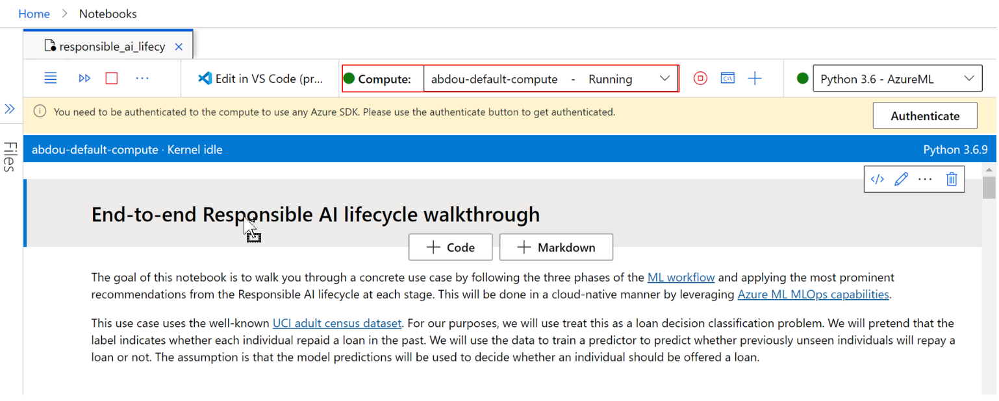 Home > Notebooks
responsible_ai_lifecy
Edit in VS Code (pr...
Compute: abdou-default-compute - Running
Python 3.6 - AzureML
You need to be authenticated to the compute to use any Azure SDK. Please use the authenticate button to get authenticated.
Authenticate
Files
abdou-default-compute · Kernel idle
Python 3.6.9
End-to-end Responsible AI lifecycle walkthrough
+ Code
+ Markdown
The goal of this notebook is to walk you through a concrete use case by following the three phases of the ML workflow and applying the most prominent
recommendations from the Responsible AI lifecycle at each stage. This will be done in a cloud-native manner by leveraging Azure ML MLOps capabilities.
This use case uses the well-known UCI adult census dataset. For our purposes, we will use treat this as a loan decision classification problem. We will pretend that the
label indicates whether each individual repaid a loan in the past. We will use the data to train a predictor to predict whether previously unseen individuals will repay a
loan or not. The assumption is that the model predictions will be used to decide whether an individual should be offered a loan.